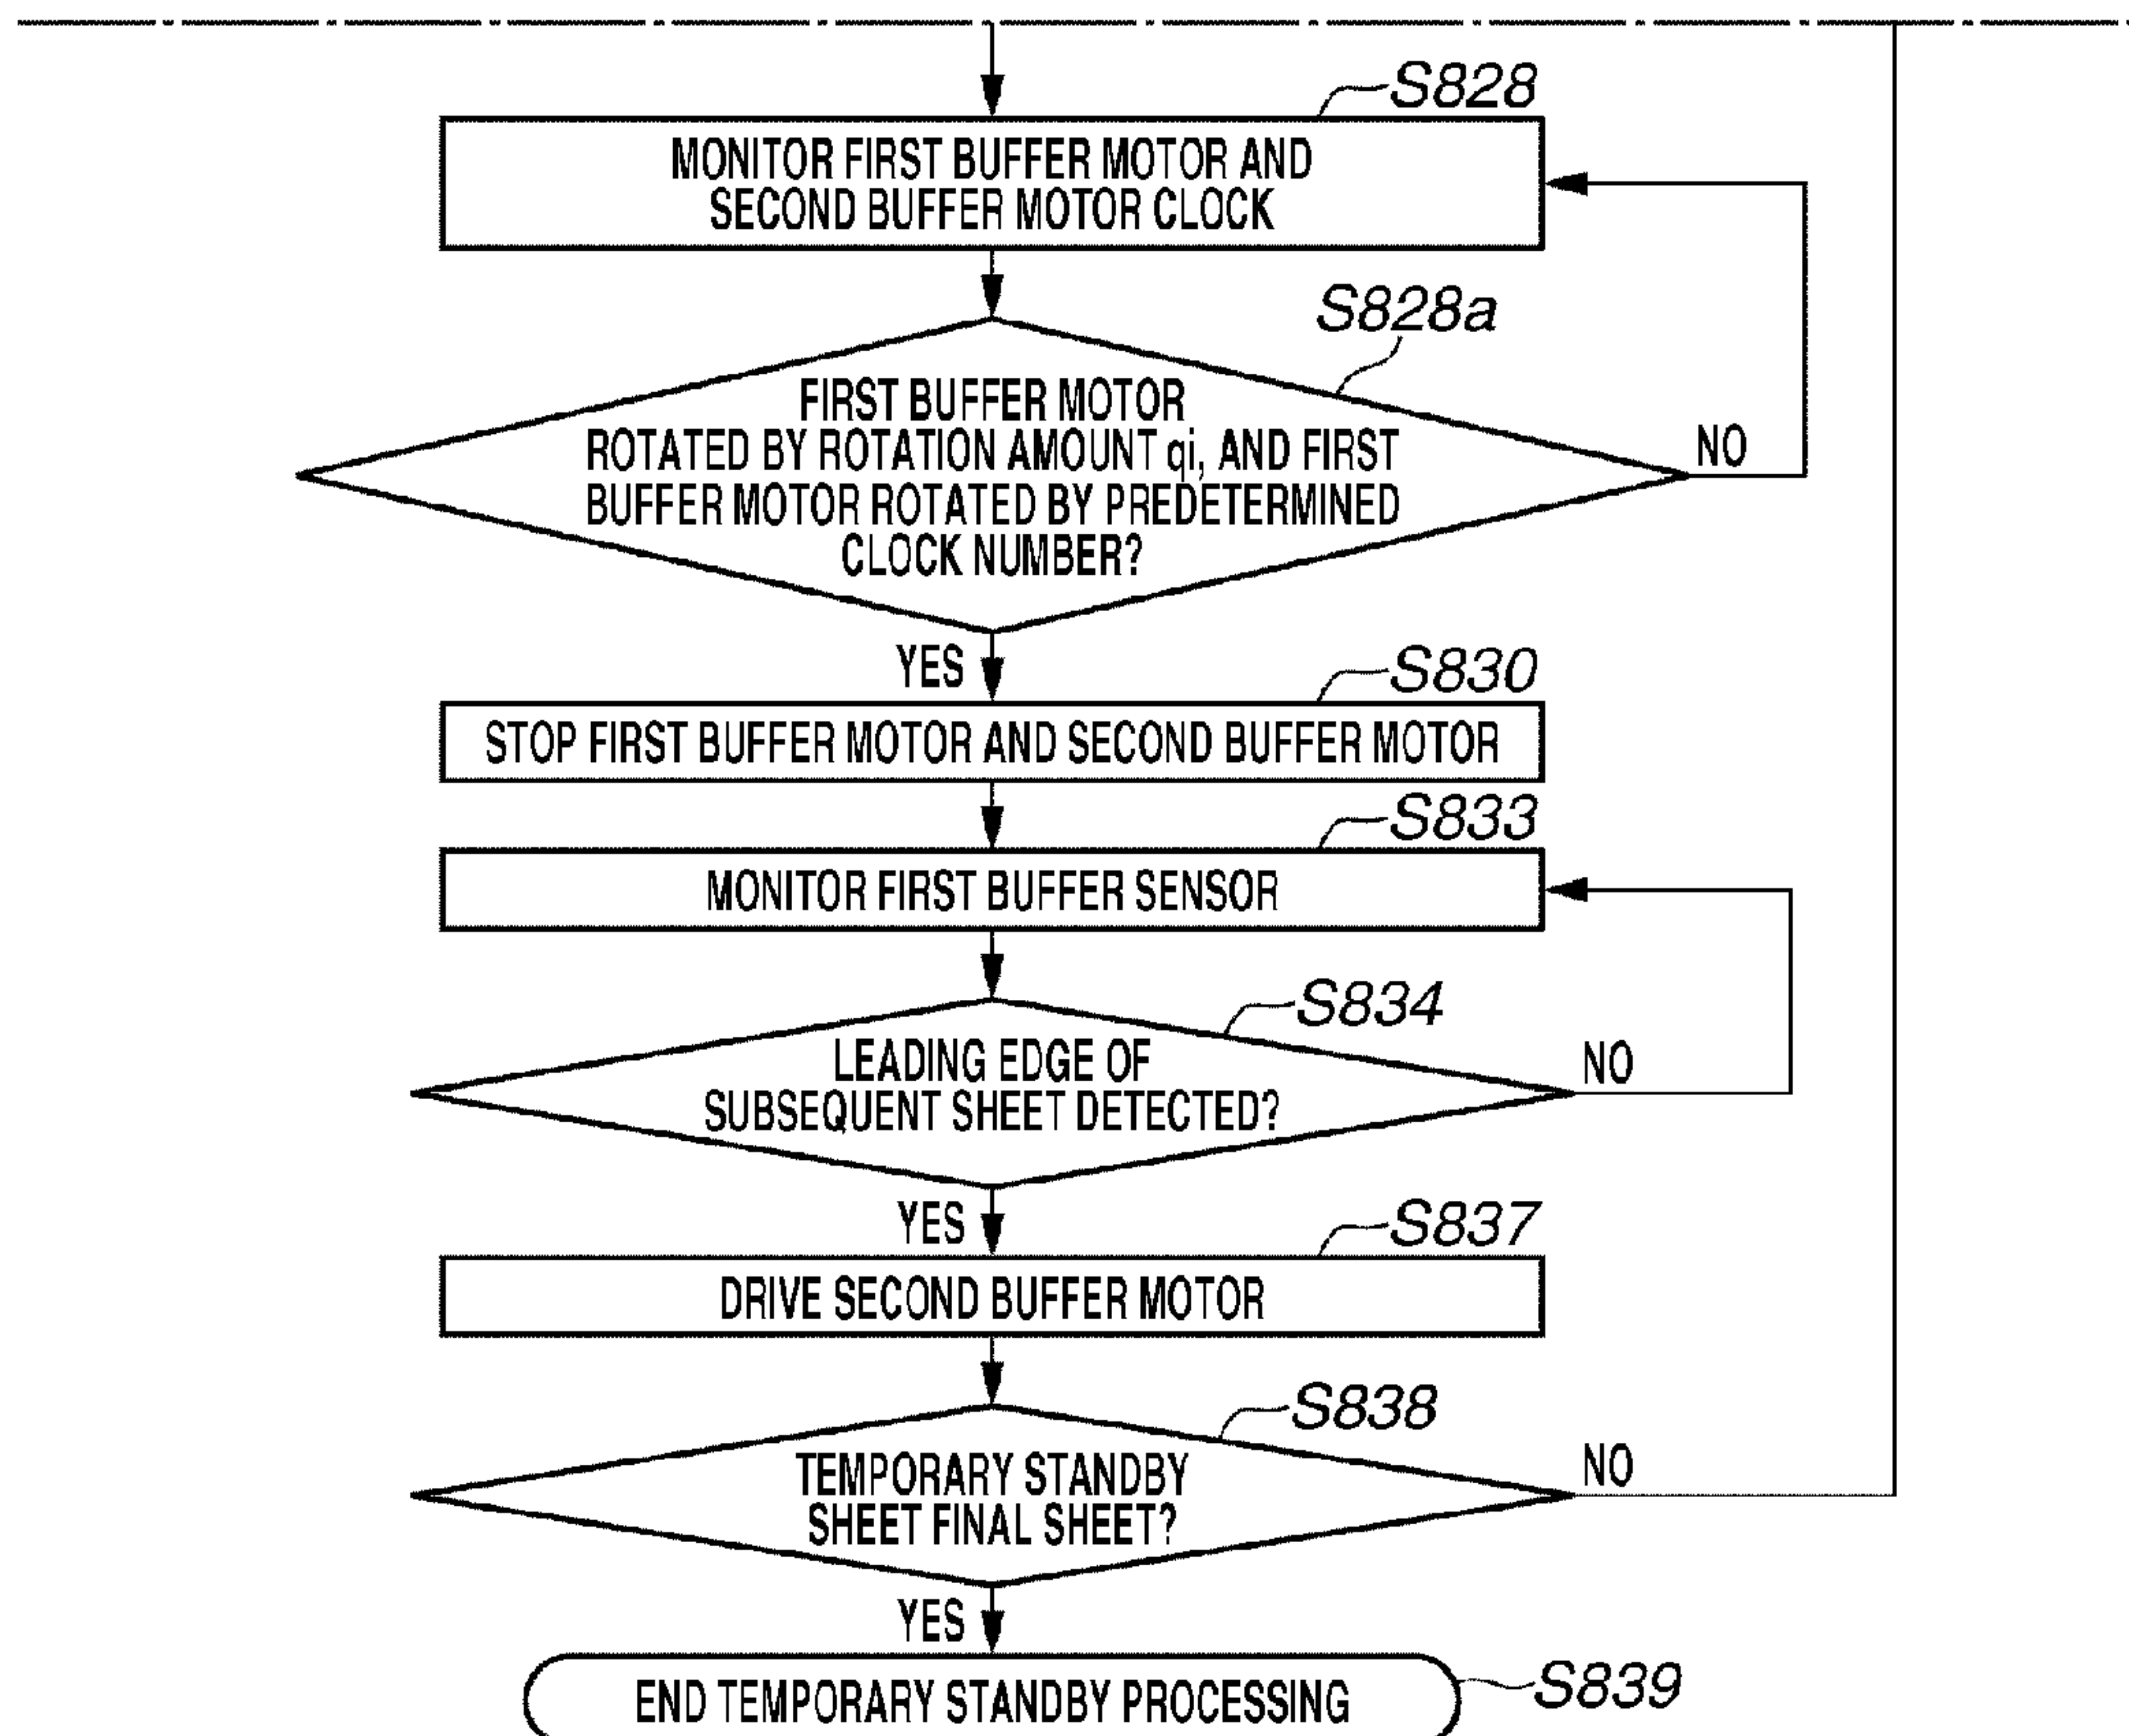 S828
MONITOR FIRST BUFFER MOTOR AND
SECOND BUFFER MOTOR CLOCK
S828a
FIRST BUFFER MOTOR
ROTATED BY ROTATION AMOUNT qi, AND FIRST
BUFFER MOTOR ROTATED BY PREDETERMINED
CLOCK NUMBER?
NO
YES
S830
STOP FIRST BUFFER MOTOR AND SECOND BUFFER MOTOR
S833
MONITOR FIRST BUFFER SENSOR
S834
LEADING EDGE OF
SUBSEQUENT SHEET DETECTED?
NO
YES
S837
DRIVE SECOND BUFFER MOTOR
S838
TEMPORARY STANDBY
SHEET FINAL SHEET?
NO
YES
END TEMPORARY STANDBY PROCESSING
S839